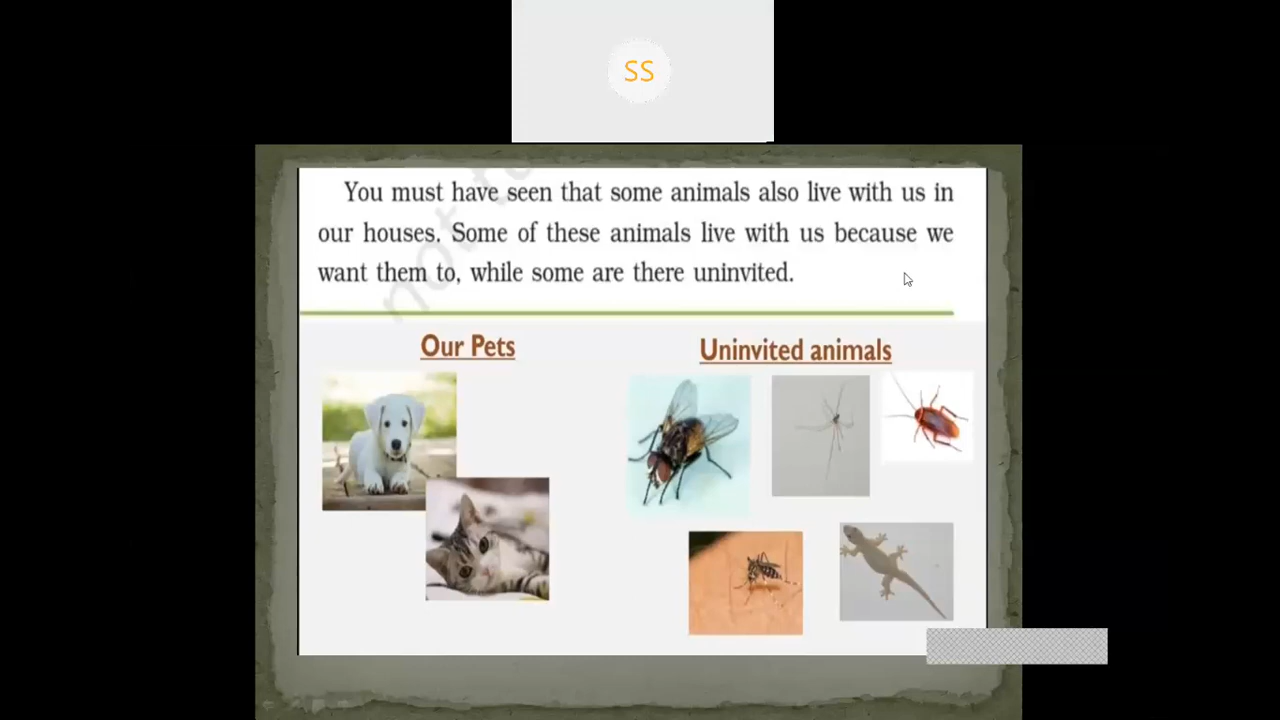 SS
You must have seen that some animals also live with us in
our houses. Some of these animals live with us because we
want them to, while some are there uninvited.
Our Pets
Uninvited animals